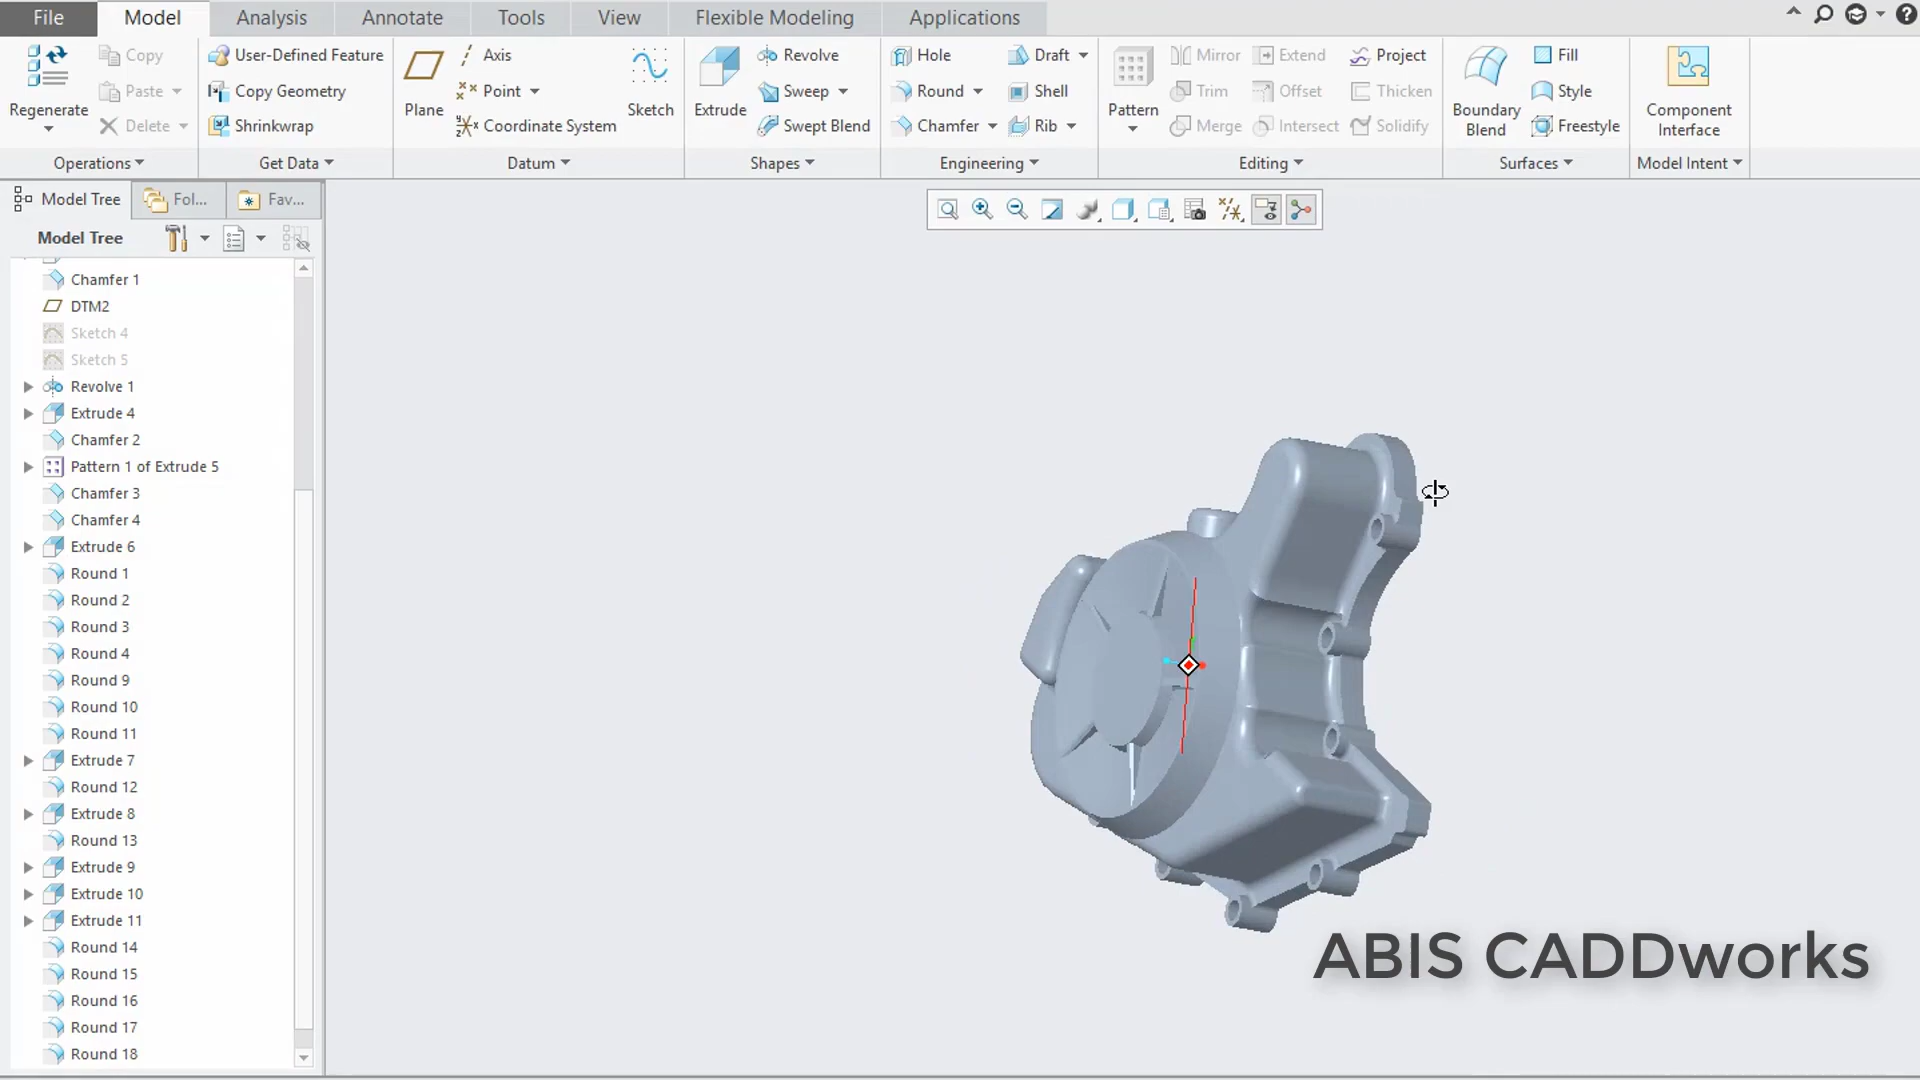 File Model Analysis Annotate Tools View Flexible Modeling Applications
Regenerate Copy Paste Delete
User-Defined Feature Copy Geometry Shrinkwrap
Plane Axis Point Coordinate System Sketch
Extrude Revolve Sweep Swept Blend
Hole Round Chamfer Draft Shell Rib
Pattern Mirror Trim Merge Extend Offset Intersect Project Thicken Solidify
Boundary Blend Fill Style Freestyle
Component Interface
Operations Get Data Datum Shapes Engineering Editing Surfaces Model Intent
Model Tree Fol... Fav...
Model Tree
Chamfer 1
DTM2
Sketch 4
Sketch 5
Revolve 1
Extrude 4
Chamfer 2
Pattern 1 of Extrude 5
Chamfer 3
Chamfer 4
Extrude 6
Round 1
Round 2
Round 3
Round 4
Round 9
Round 10
Round 11
Extrude 7
Round 12
Extrude 8
Round 13
Extrude 9
Extrude 10
Extrude 11
Round 14
Round 15
Round 16
Round 17
Round 18
ABIS CADDworks